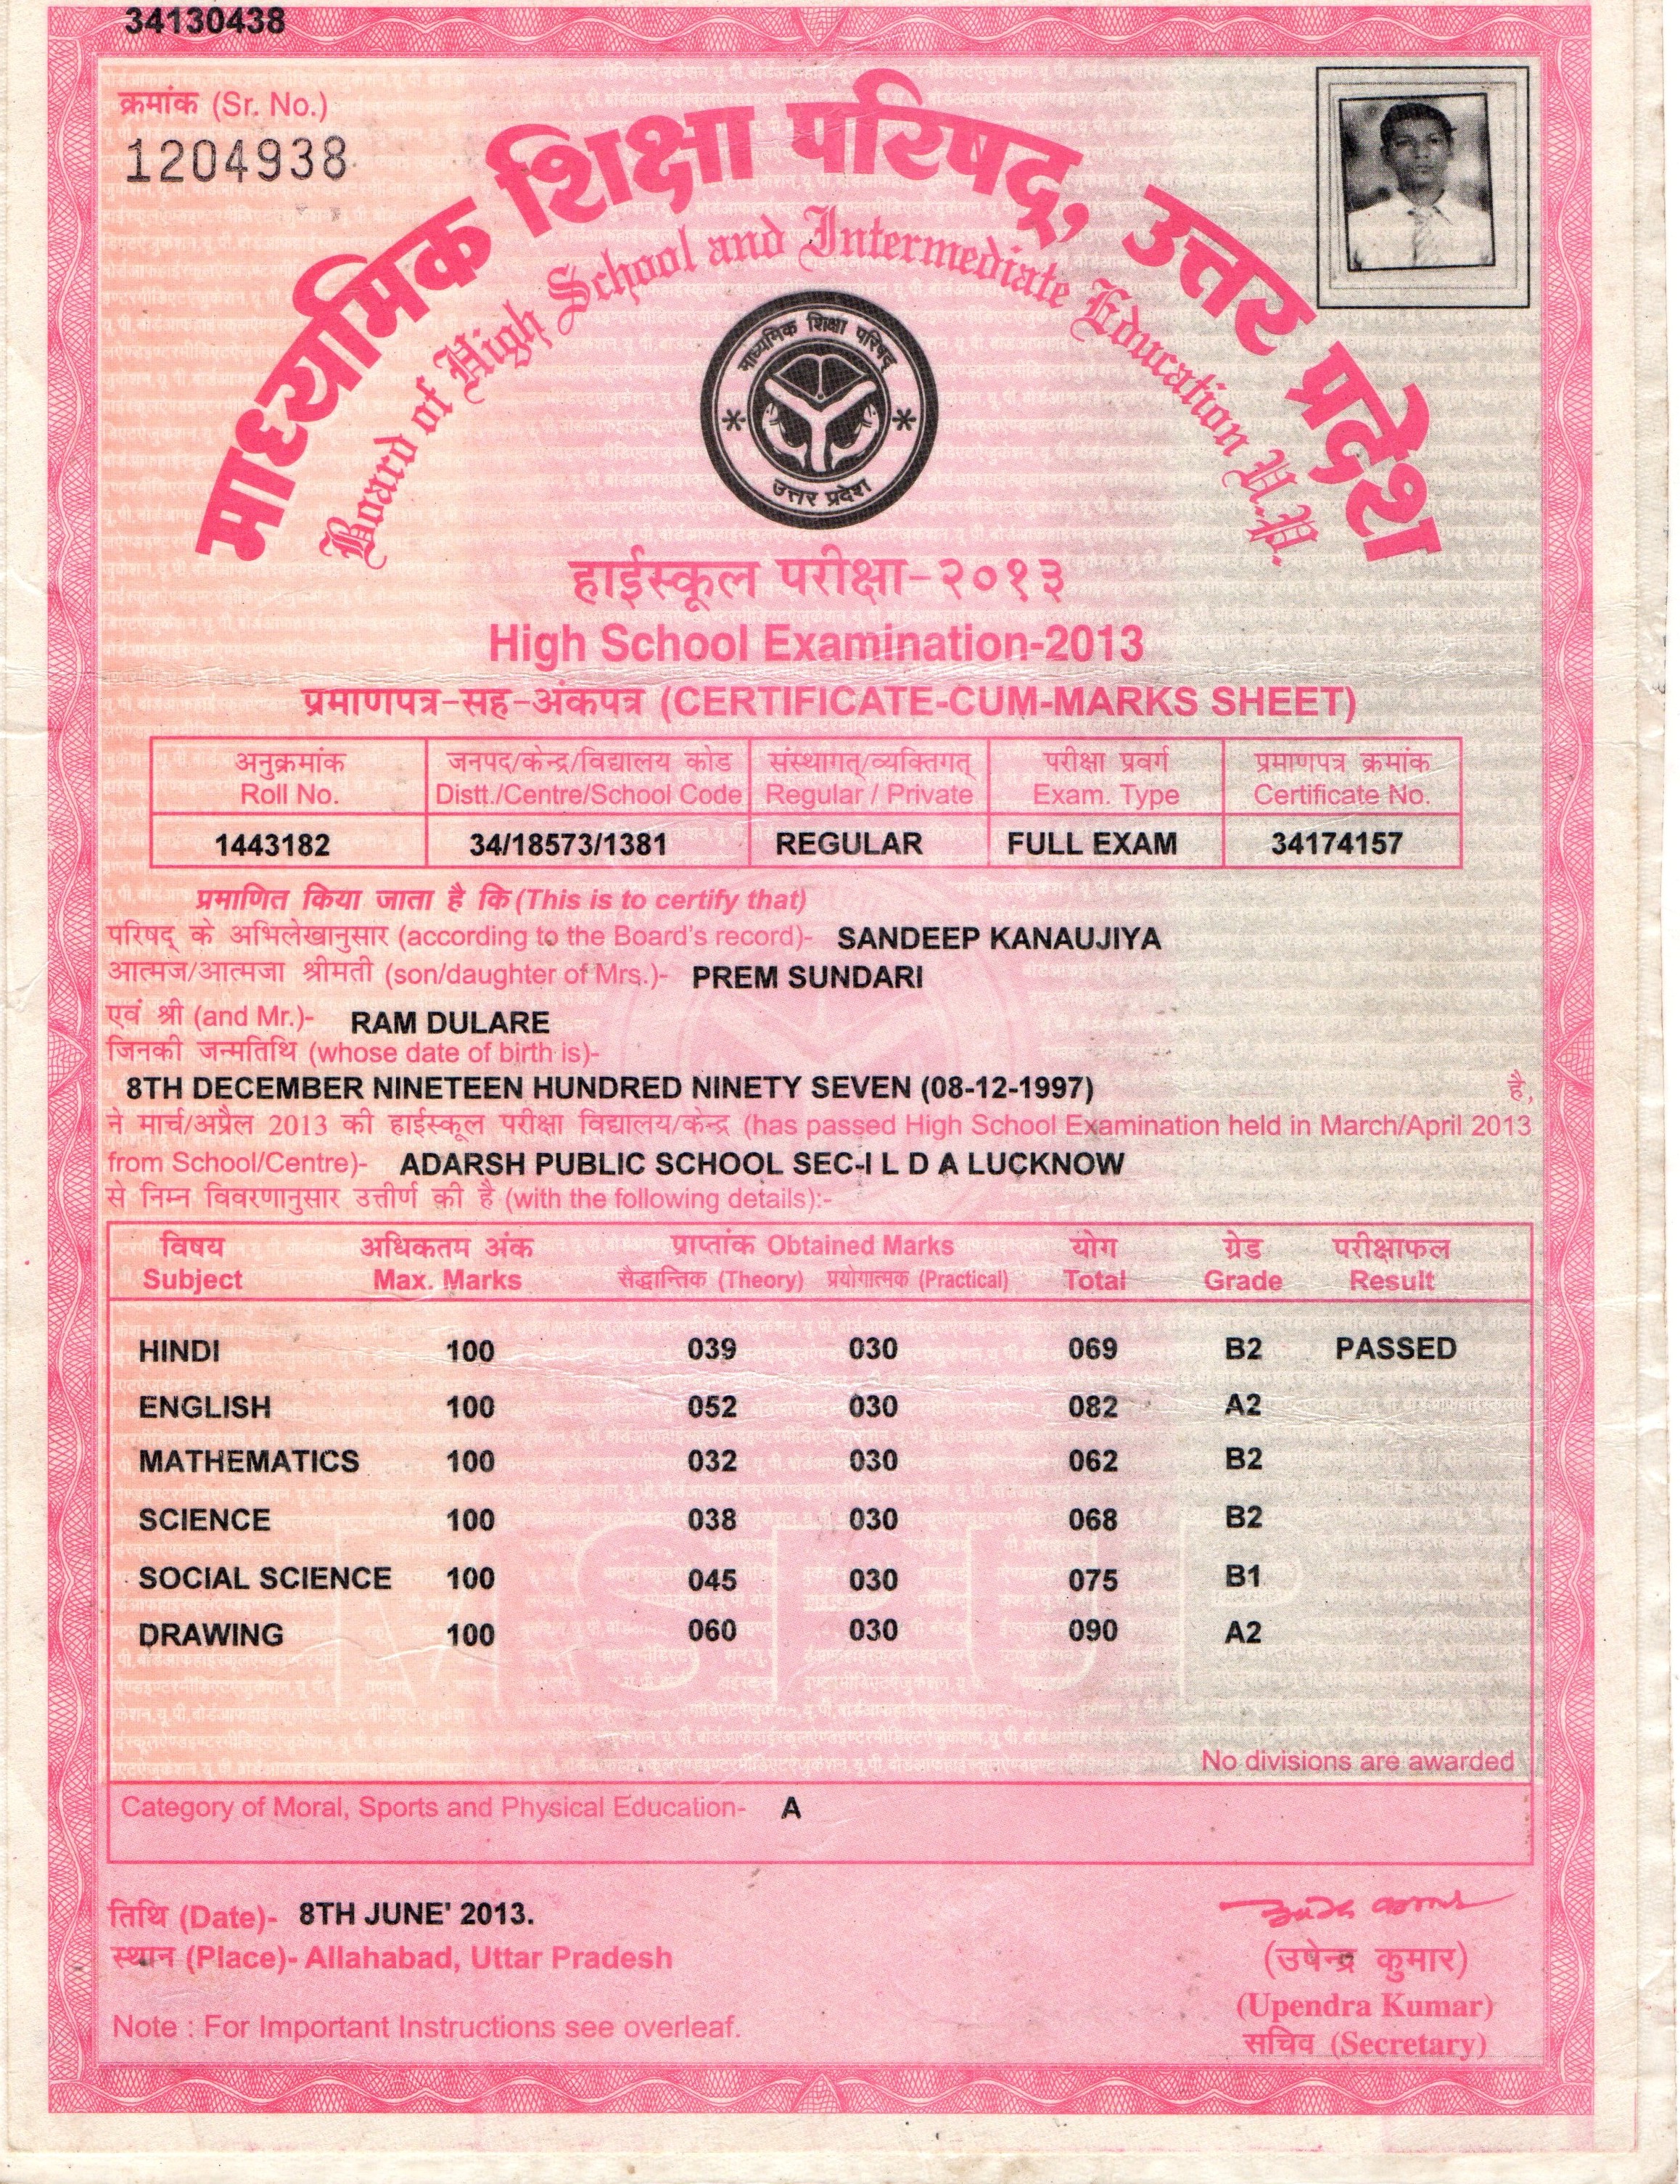 34130438
क्रमांक (Sr. No.)
1204938
माध्यमिक शिक्षा परिषद्, उत्तर प्रदेश
Board of High School and Intermediate Education U.P.
माध्यमिक शिक्षा परिषद्
उत्तर प्रदेश
हाईस्कूल परीक्षा-२०१३
High School Examination-2013
प्रमाणपत्र-सह-अंकपत्र (CERTIFICATE-CUM-MARKS SHEET)
अनुक्रमांक जनपद/केन्द्र/विद्यालय कोड संस्थागत्/व्यक्तिगत् परीक्षा प्रवर्ग प्रमाणपत्र क्रमांक
Roll No. Distt./Centre/School Code Regular / Private Exam. Type Certificate No.
1443182 34/18573/1381 REGULAR FULL EXAM 34174157
प्रमाणित किया जाता है कि (This is to certify that)
परिषद् के अभिलेखानुसार (according to the Board's record)- SANDEEP KANAUJIYA
आत्मज/आत्मजा श्रीमती (son/daughter of Mrs.)- PREM SUNDARI
एवं श्री (and Mr.)- RAM DULARE
जिनकी जन्मतिथि (whose date of birth is)-
8TH DECEMBER NINETEEN HUNDRED NINETY SEVEN (08-12-1997) है,
ने मार्च/अप्रैल 2013 की हाईस्कूल परीक्षा विद्यालय/केन्द्र (has passed High School Examination held in March/April 2013
from School/Centre)- ADARSH PUBLIC SCHOOL SEC-I L D A LUCKNOW
से निम्न विवरणानुसार उत्तीर्ण की है (with the following details):-
विषय अधिकतम अंक प्राप्तांक Obtained Marks योग ग्रेड परीक्षाफल
Subject Max. Marks सैद्धान्तिक (Theory) प्रयोगात्मक (Practical) Total Grade Result
HINDI 100 039 030 069 B2 PASSED
ENGLISH 100 052 030 082 A2
MATHEMATICS 100 032 030 062 B2
SCIENCE 100 038 030 068 B2
SOCIAL SCIENCE 100 045 030 075 B1
DRAWING 100 060 030 090 A2
MSPUP
No divisions are awarded
Category of Moral, Sports and Physical Education- A
तिथि (Date)- 8TH JUNE' 2013.
स्थान (Place)- Allahabad, Uttar Pradesh
(उपेन्द्र कुमार)
(Upendra Kumar)
सचिव (Secretary)
Note : For Important Instructions see overleaf.